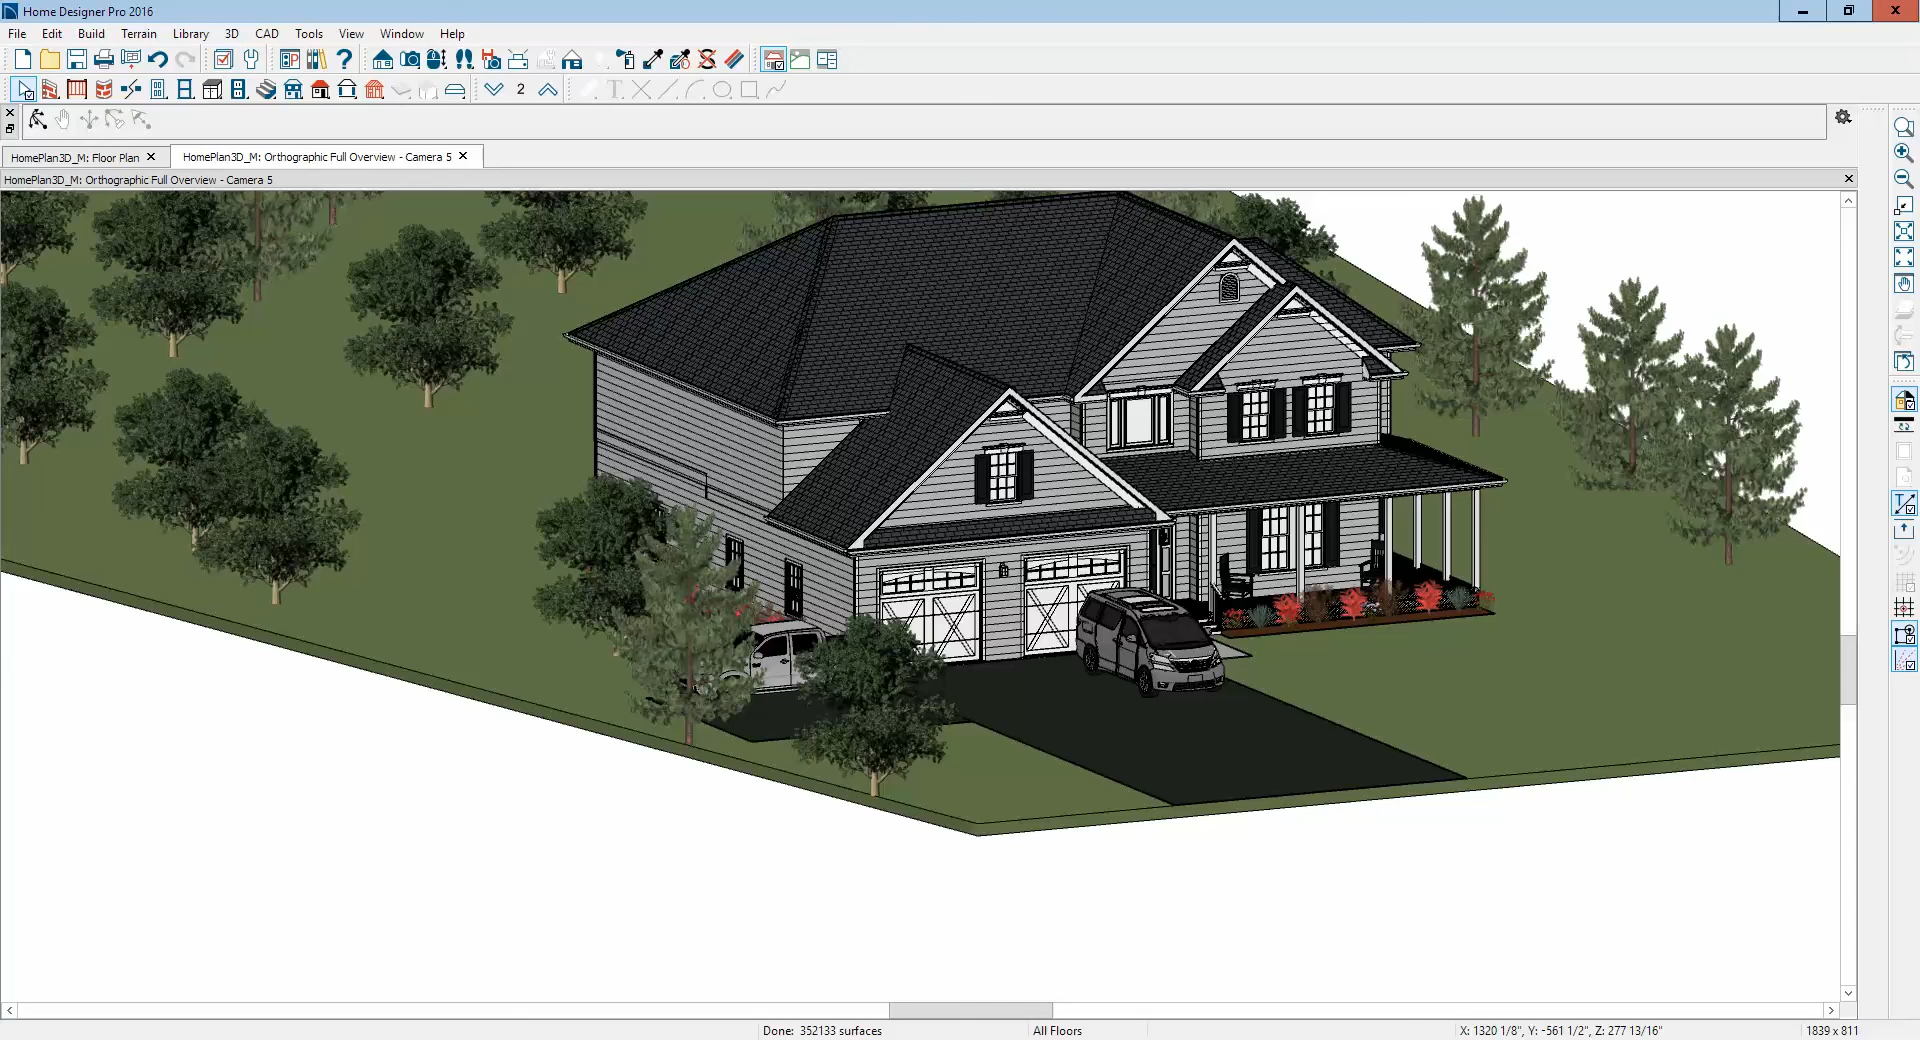 Home Designer Pro 2016
File Edit Build Terrain Library 3D CAD Tools View Window Help
2
HomePlan3D_M: Floor Plan
HomePlan3D_M: Orthographic Full Overview - Camera 5
HomePlan3D_M: Orthographic Full Overview - Camera 5
Done: 352133 surfaces
All Floors
X: 1320 1/8", Y: -561 1/2", Z: 277 13/16"
1839 x 811